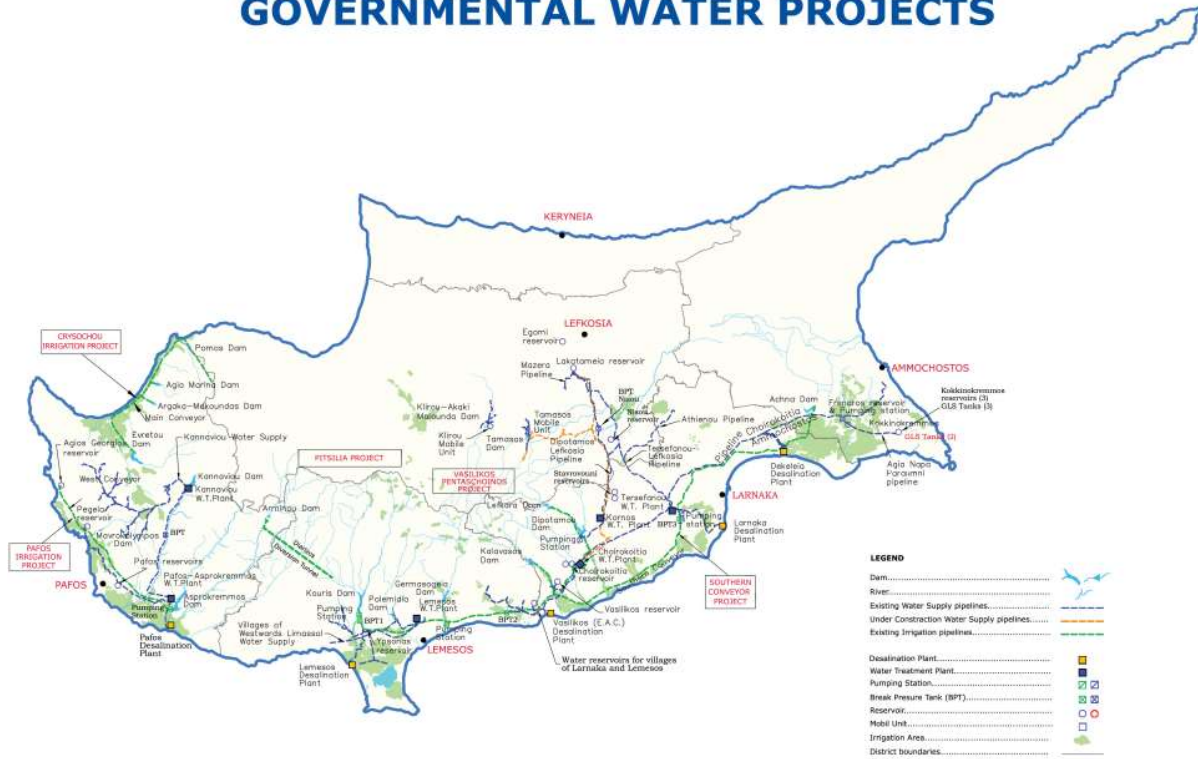 GOVERNMENTAL WATER PROJECTS
KERYNEIA
LEFKOSIA
Egomi
reservoir
CRYSOCHOU
IRRIGATION PROJECT
Pomos Dam
Mazera
Pipeline
Lakatameio reservoir
AMMOCHOSTOS
Agia Marina Dam
Argaka-Makoundas Dam
Main Conveyor
Evretou
Dam
Kannaviou Water Supply
Klirou-Akaki
Malounda Dam
Klirou
Mobile
Unit
Tamasos
Dam
Tamasos
Mobile
Unit
BPT
Nisou
Nisou
reservoir
Athienou Pipeline
Achna Dam
Frenaros reservoir
& Pumping station
Kokkinokremmos
reservoirs (3)
GLS Tanks (3)
Kokkinokremmos
GLS Tanks (2)
Pipeline Choirokoitia
Ammochostos
Agia Napa
Paralimni
pipeline
Dekeleia
Desalination
Plant
Agios Georgios
reservoir
West Conveyor
Kannaviou Dam
Kannaviou
W.T.Plant
PITSILIA PROJECT
VASILIKOS
PENTASCHOINOS
PROJECT
Dipotamos
Lefkosia
Pipeline
Tersefanou-
Lefkosia
Pipeline
Stavrovouni
reservoirs
LARNAKA
Pegeia
reservoir
Mavrokolympos
Dam
BPT
Arminou Dam
Lefkara Dam
Dipotamos
Dam
Tersefanou
W.T. Plant
Kornos
W.T. Plant
BPT3
Pumping
station
Larnaka
Desalination
Plant
PAFOS
IRRIGATION
PROJECT
PAFOS
Pafos reservoirs
Pafos-Asprokremmos
W.T.Plant
Asprokremmos
Dam
Pumping
Station
Pafos
Desalination
Plant
Diarizos
Diversion tunnel
Kalavasos
Dam
Pumping
Station
Choirokoitia
W.T.Plant
Choirokoitia
reservoir
SOUTHERN
CONVEYOR
PROJECT
Kouris Dam
Pumping
Station
Polemidia
Dam
Germasogeia
Dam
Lemesos
W.T.Plant
BPT1
BPT2
Vasilikos reservoir
Villages of
Westwards Limassol
Water Supply
Ypsonas
reservoir
Pumping
Station
LEMESOS
Vasilikos (E.A.C.)
Desalination
Plant
Lemesos
Desalination
Plant
Water reservoirs for villages
of Larnaka and Lemesos
LEGEND
Dam
River
Existing Water Supply pipelines
Under Construction Water Supply pipelines
Existing Irrigation pipelines
Desalination Plant
Water Treatment Plant
Pumping Station
Break Presure Tank (BPT)
Reservoir
Mobil Unit
Irrigation Area
District boundaries